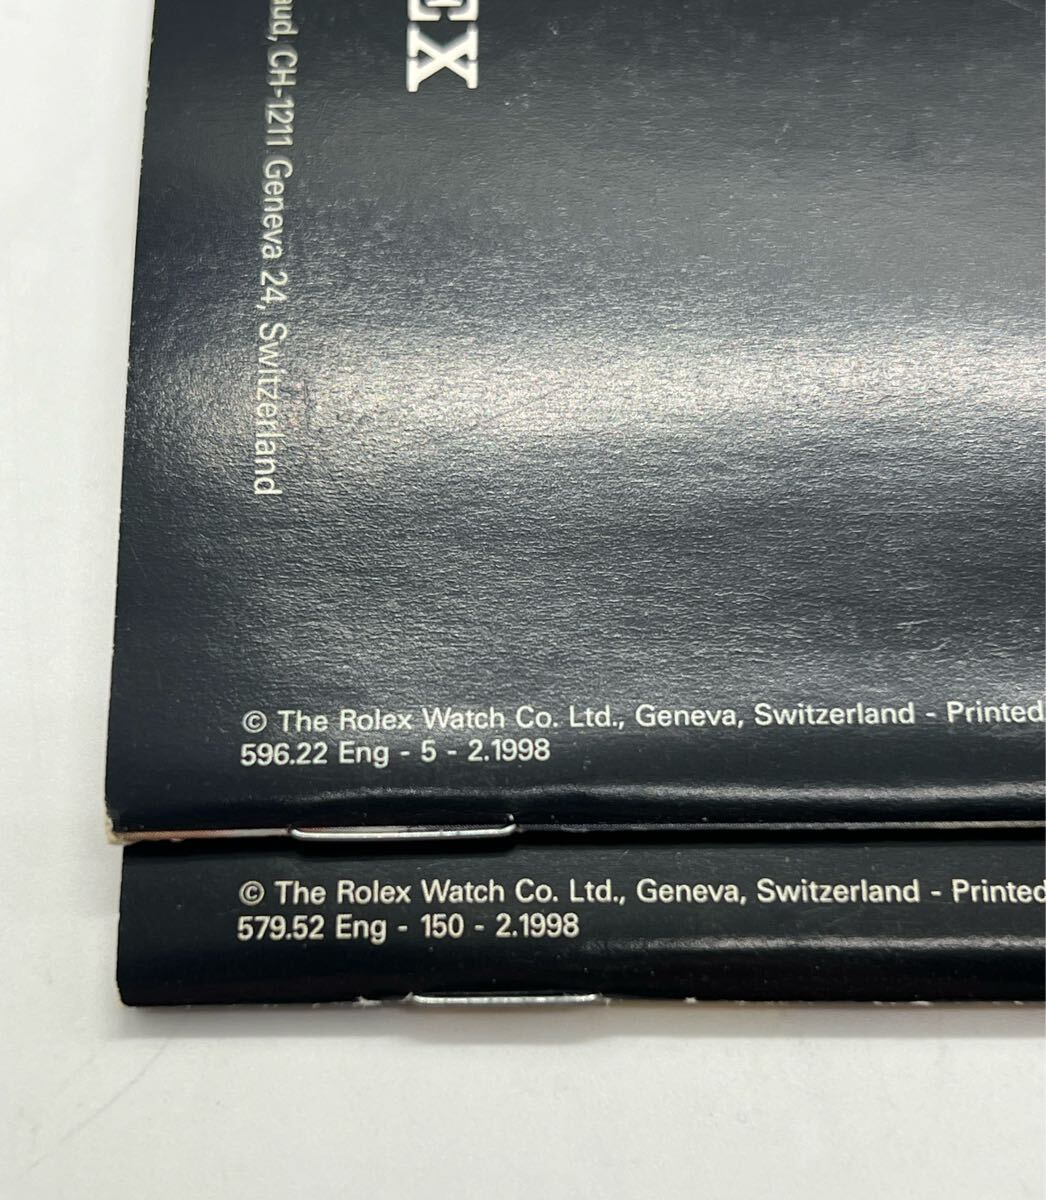 EX
CH-1211 Geneva 24, Switzerland
© The Rolex Watch Co. Ltd., Geneva, Switzerland - Printed
596.22 Eng - 5 - 2.1998
© The Rolex Watch Co. Ltd., Geneva, Switzerland - Printed
579.52 Eng - 150 - 2.1998